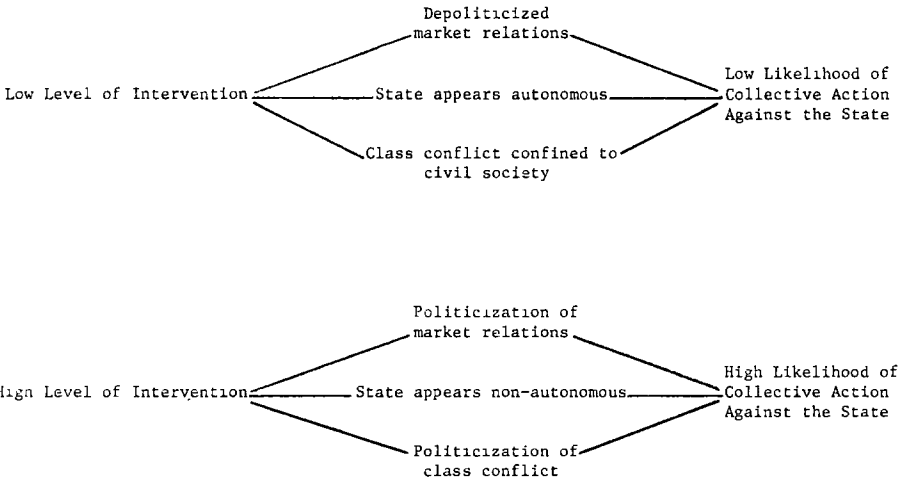 Depoliticized
market relations
Low Level of Intervention
State appears autonomous
Low Likelihood of
Collective Action
Against the State
Class conflict confined to
civil society
Politicization of
market relations
High Level of Intervention
State appears non-autonomous
High Likelihood of
Collective Action
Against the State
Politicization of
class conflict